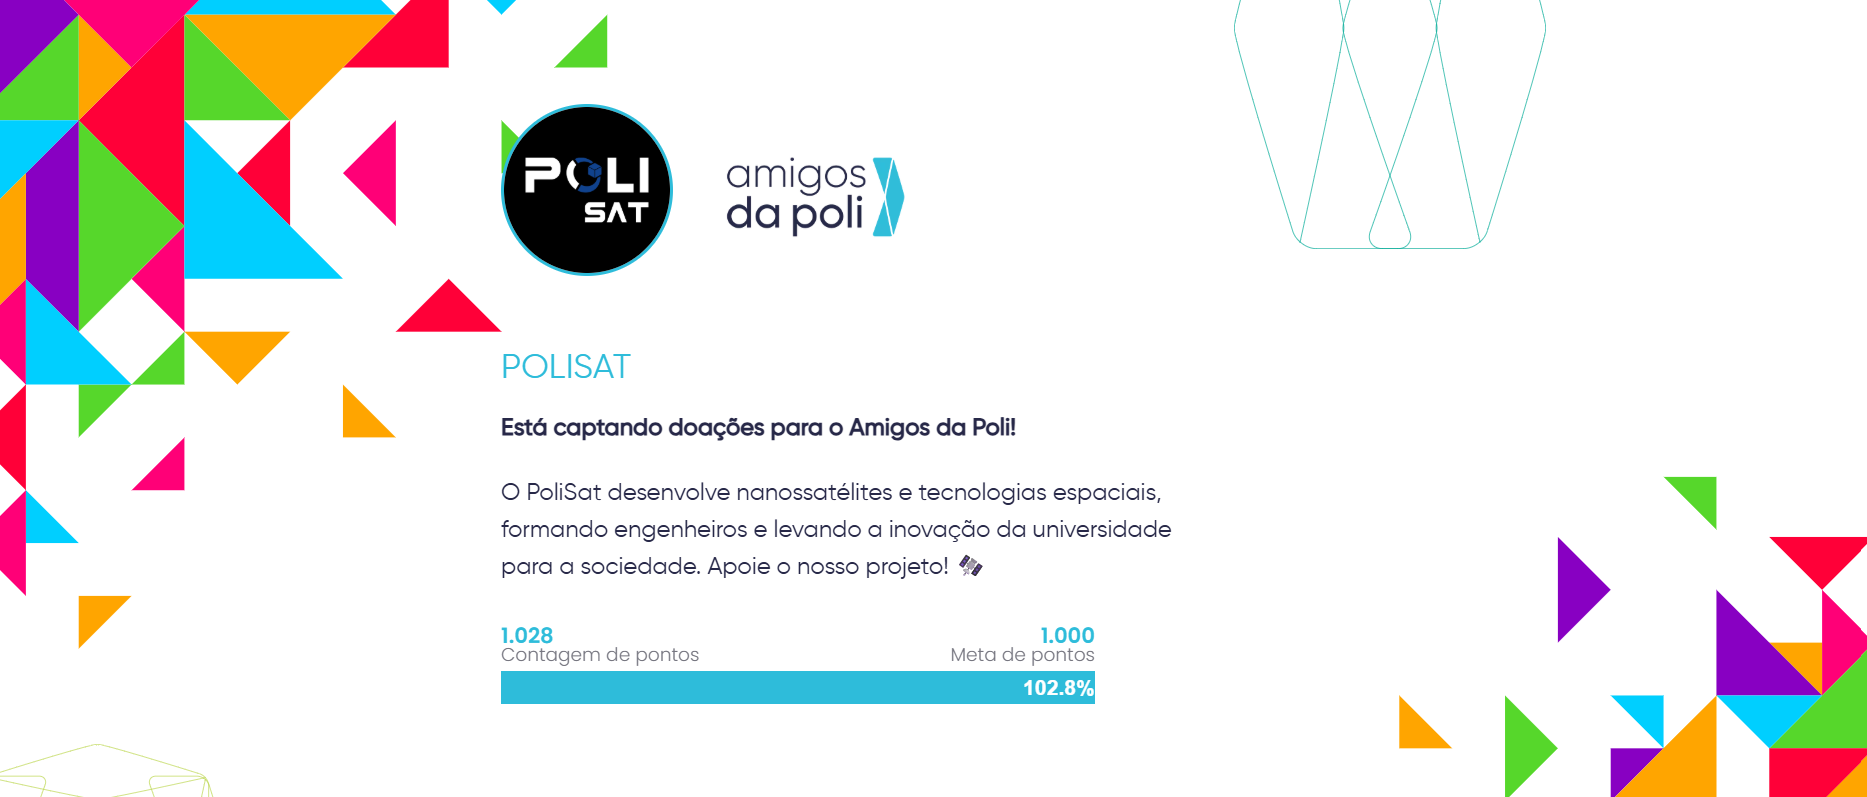 POLI
SAT
amigos
da poli
POLISAT
Está captando doações para o Amigos da Poli!
O PoliSat desenvolve nanossatélites e tecnologias espaciais,
formando engenheiros e levando a inovação da universidade
para a sociedade. Apoie o nosso projeto! 🛰️
1.028 1.000
Contagem de pontos Meta de pontos
102.8%